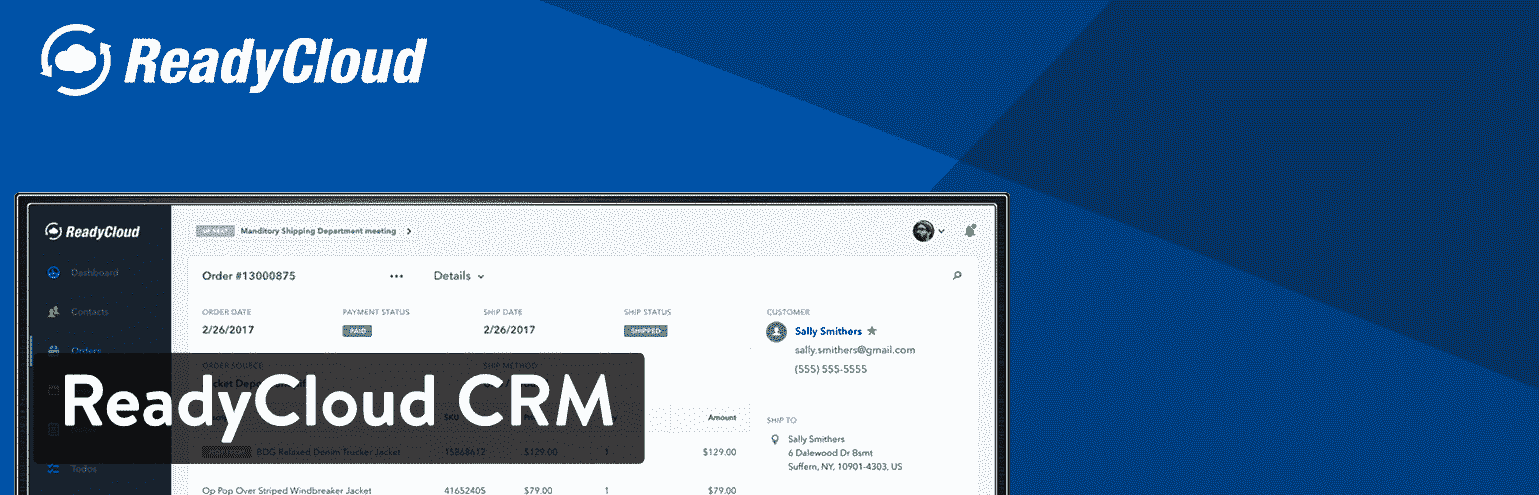 ReadyCloud
ReadyCloud
Manditory Shipping Department meeting
Dashboard
Order #13000875
Details
Contacts
ORDER DATE
PAYMENT STATUS
SHIP DATE
SHIP STATUS
CUSTOMER
2/26/2017
PAID
2/26/2017
SHIPPED
Sally Smithers
Orders
sally.smithers@gmail.com
ORDER SOURCE
SHIP METHOD
(555) 555-5555
ReadyCloud CRM
SKU
Amount
SHIP TO
BDG Relaxed Denim Trucker Jacket
15868612
$129.00
1
$129.00
Sally Smithers
6 Dalewood Dr Bsmt
Suffern, NY, 10901-4303, US
Todos
Op Pop Over Striped Windbreaker Jacket
41652405
$79.00
1
$79.00